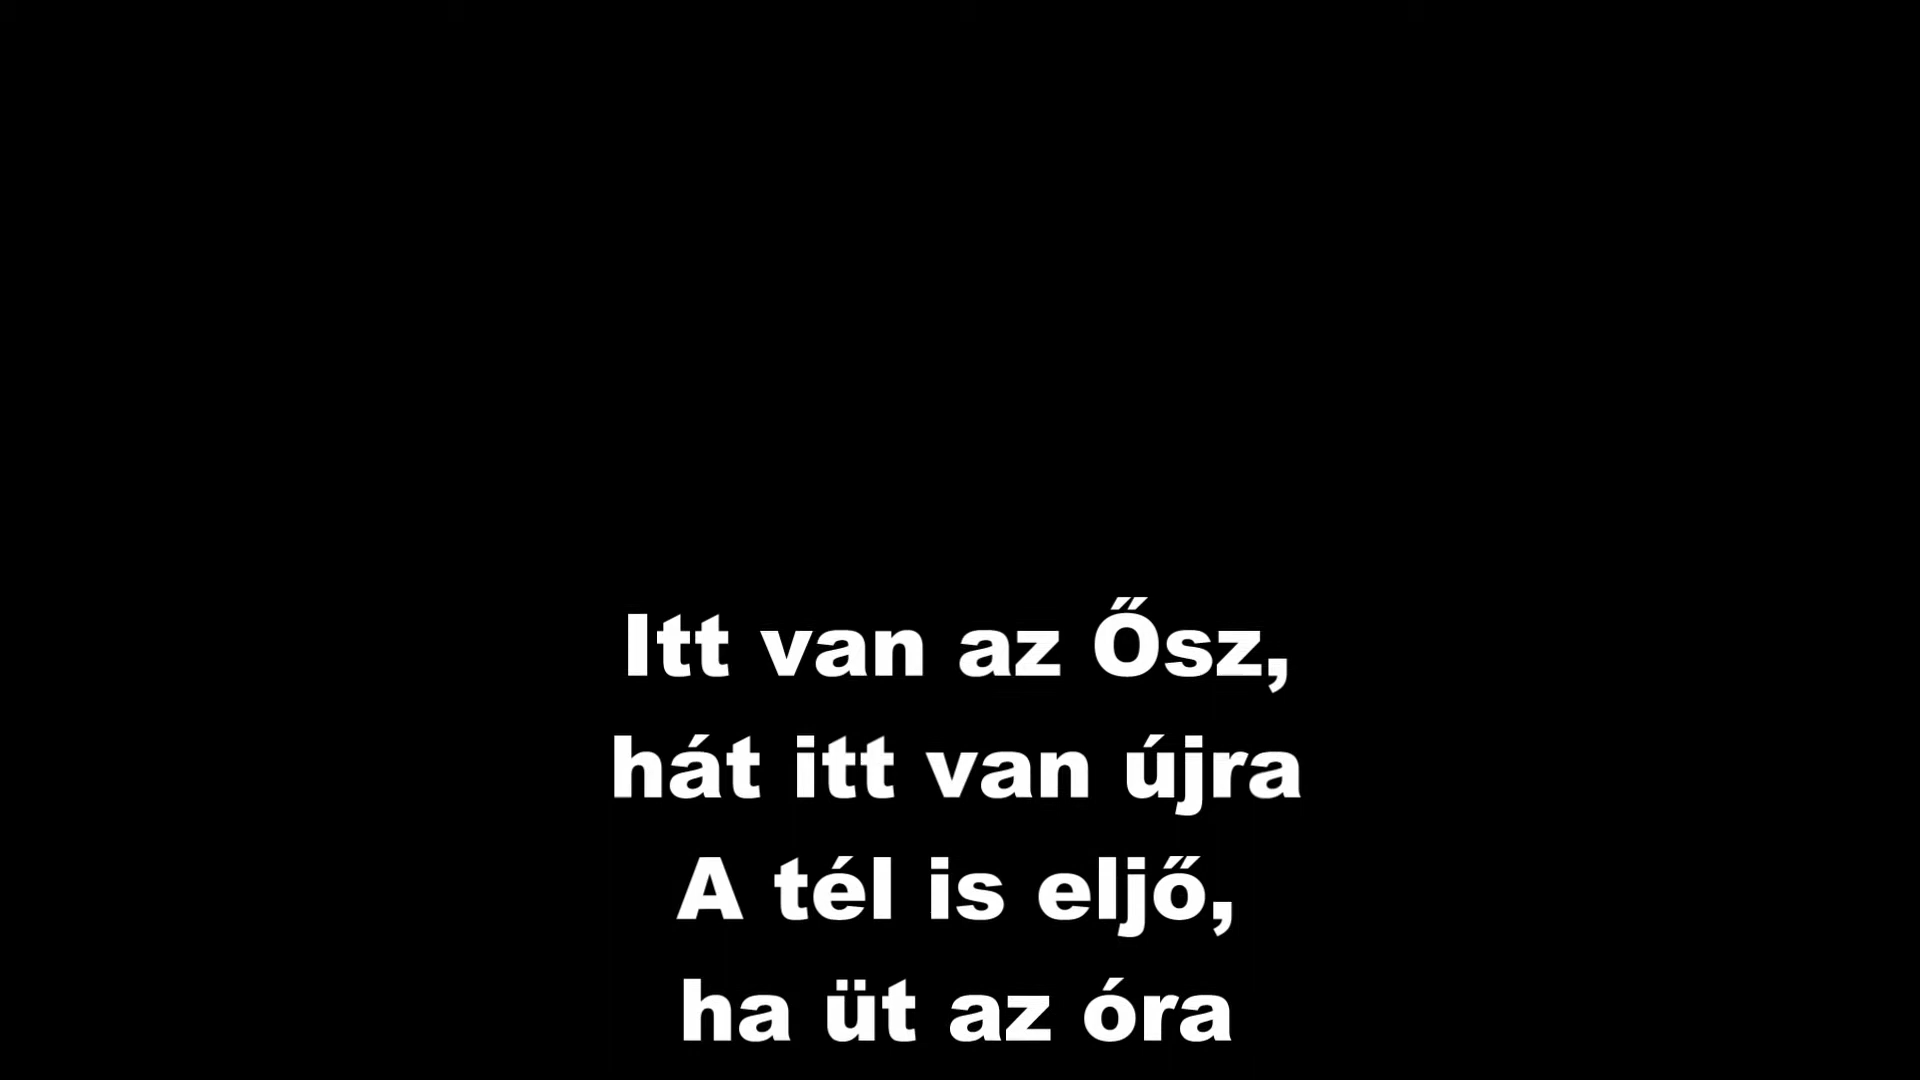 Itt van az Ősz,
hát itt van újra
A tél is eljő,
ha üt az óra